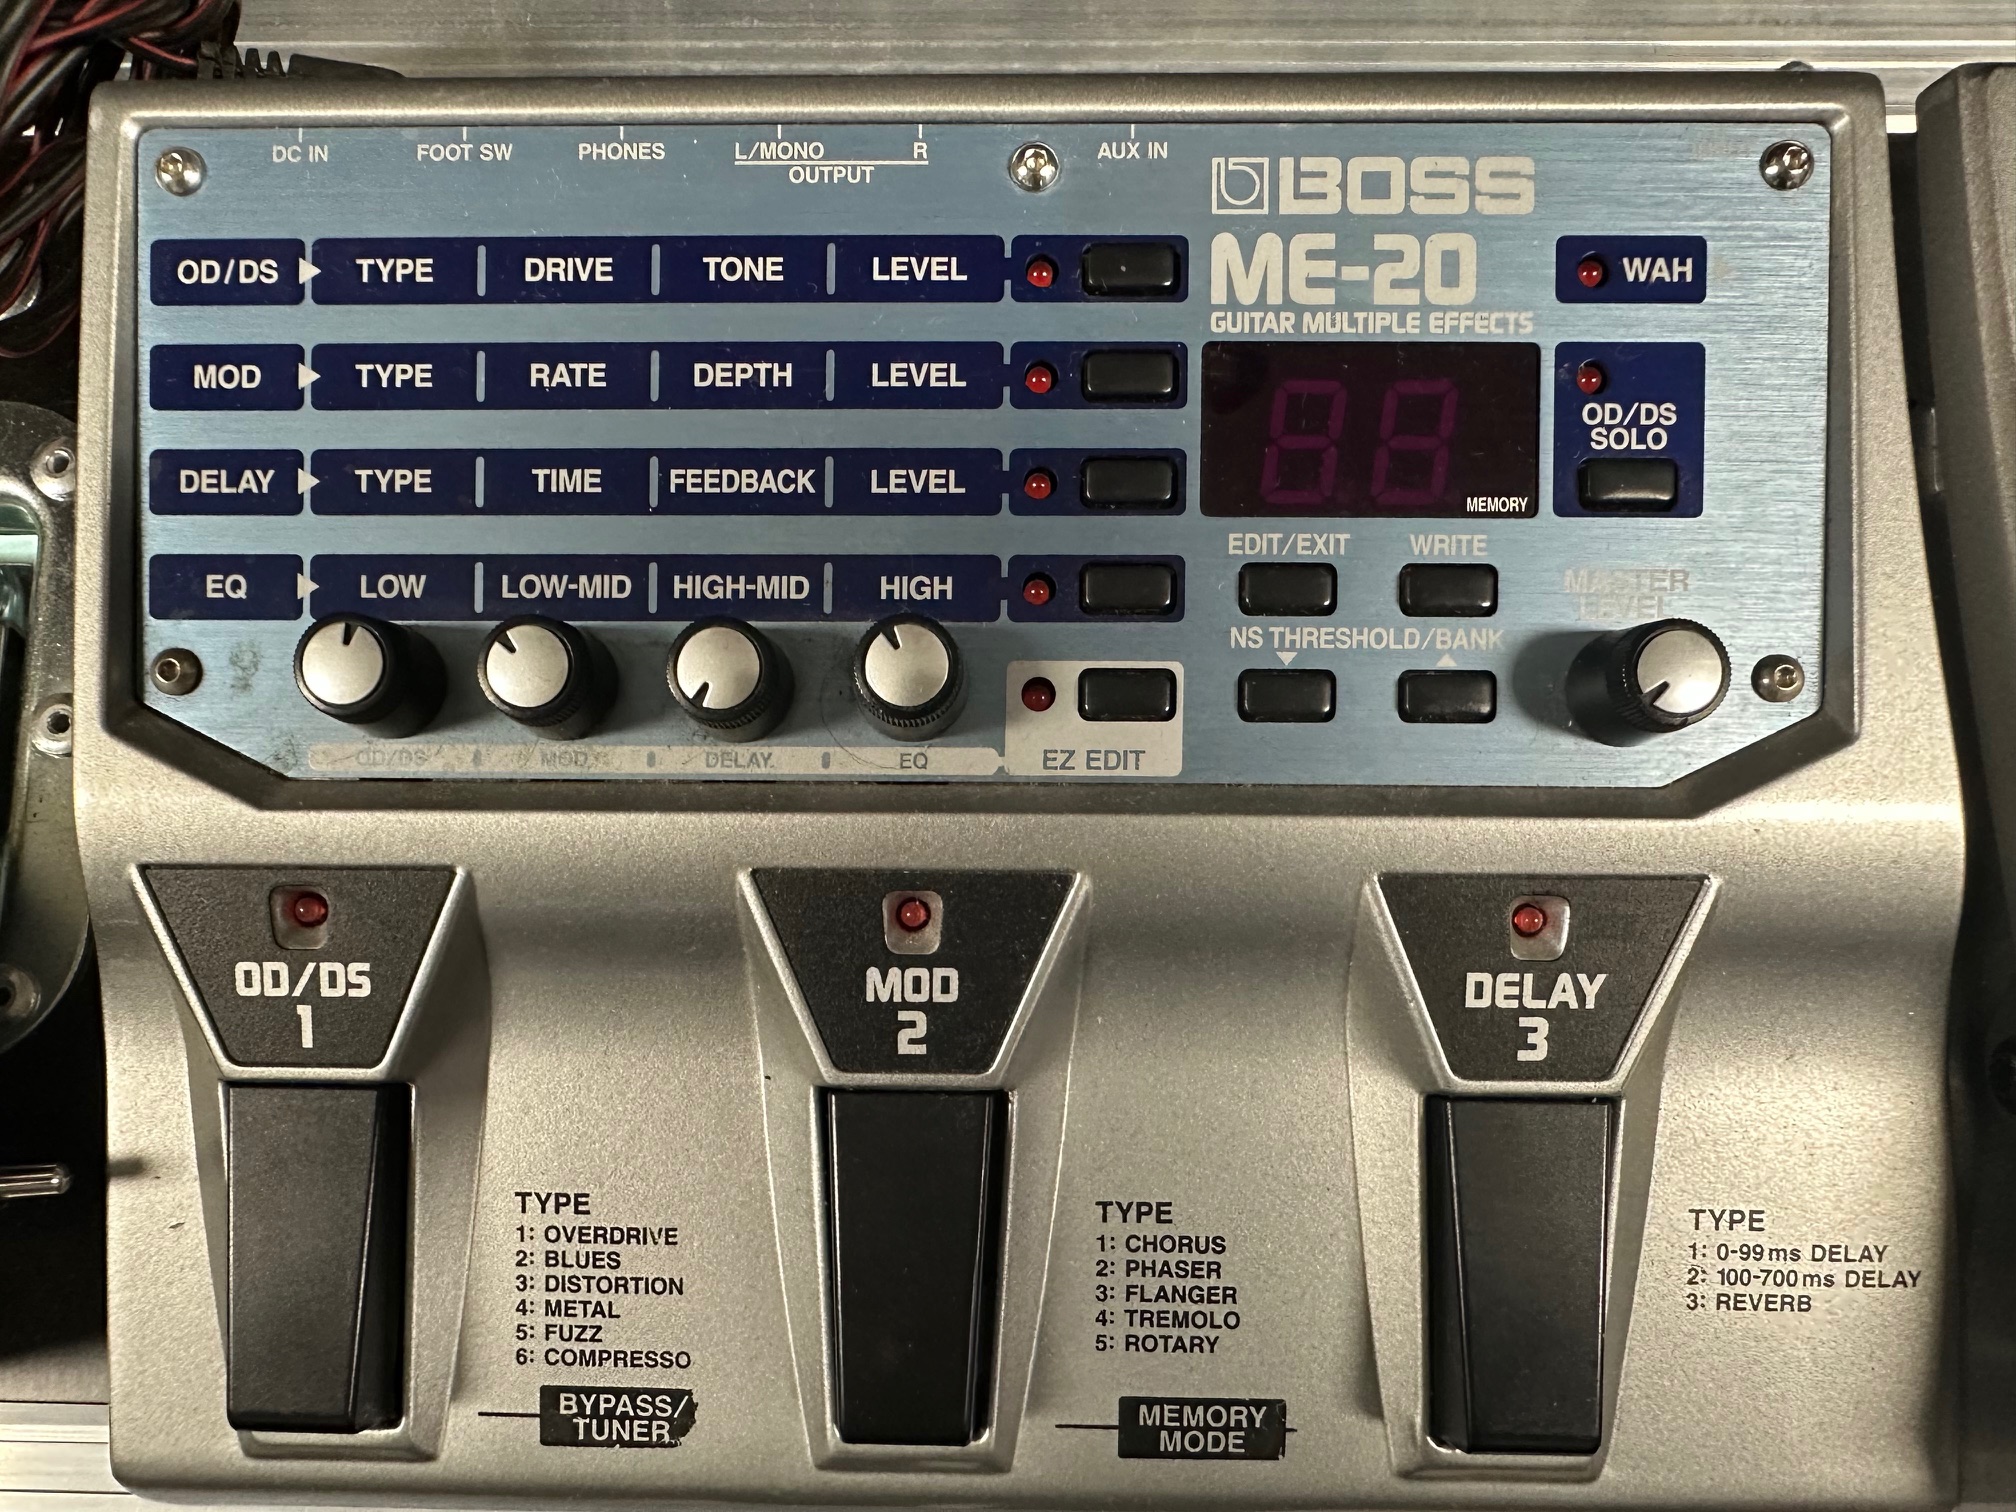 DC IN FOOT SW PHONES L/MONO R AUX IN
OUTPUT
BOSS
ME-20
GUITAR MULTIPLE EFFECTS
OD/DS TYPE DRIVE TONE LEVEL
WAH
MOD TYPE RATE DEPTH LEVEL
OD/DS
SOLO
DELAY TYPE TIME FEEDBACK LEVEL
MEMORY
EDIT/EXIT WRITE
EQ LOW LOW-MID HIGH-MID HIGH
MASTER
LEVEL
NS THRESHOLD/BANK
OD/DS MOD DELAY EQ
EZ EDIT
OD/DS
1
MOD
2
DELAY
3
TYPE
1: OVERDRIVE
2: BLUES
3: DISTORTION
4: METAL
5: FUZZ
6: COMPRESSO
BYPASS/
TUNER
TYPE
1: CHORUS
2: PHASER
3: FLANGER
4: TREMOLO
5: ROTARY
MEMORY
MODE
TYPE
1: 0-99ms DELAY
2: 100-700ms DELAY
3: REVERB